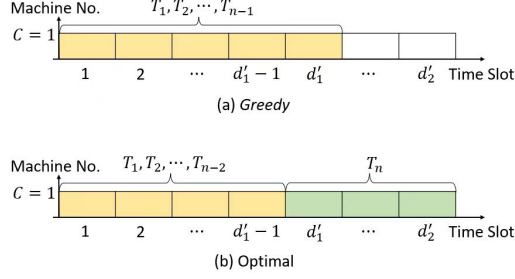 Machine No. T₁, T₂, ⋯, Tₙ₋₁
C = 1
1 2 ⋯ d′₁ − 1 d′₁ ⋯ d′₂ Time Slot
(a) Greedy
Machine No. T₁, T₂, ⋯, Tₙ₋₂ Tₙ
C = 1
1 2 ⋯ d′₁ − 1 d′₁ ⋯ d′₂ Time Slot
(b) Optimal